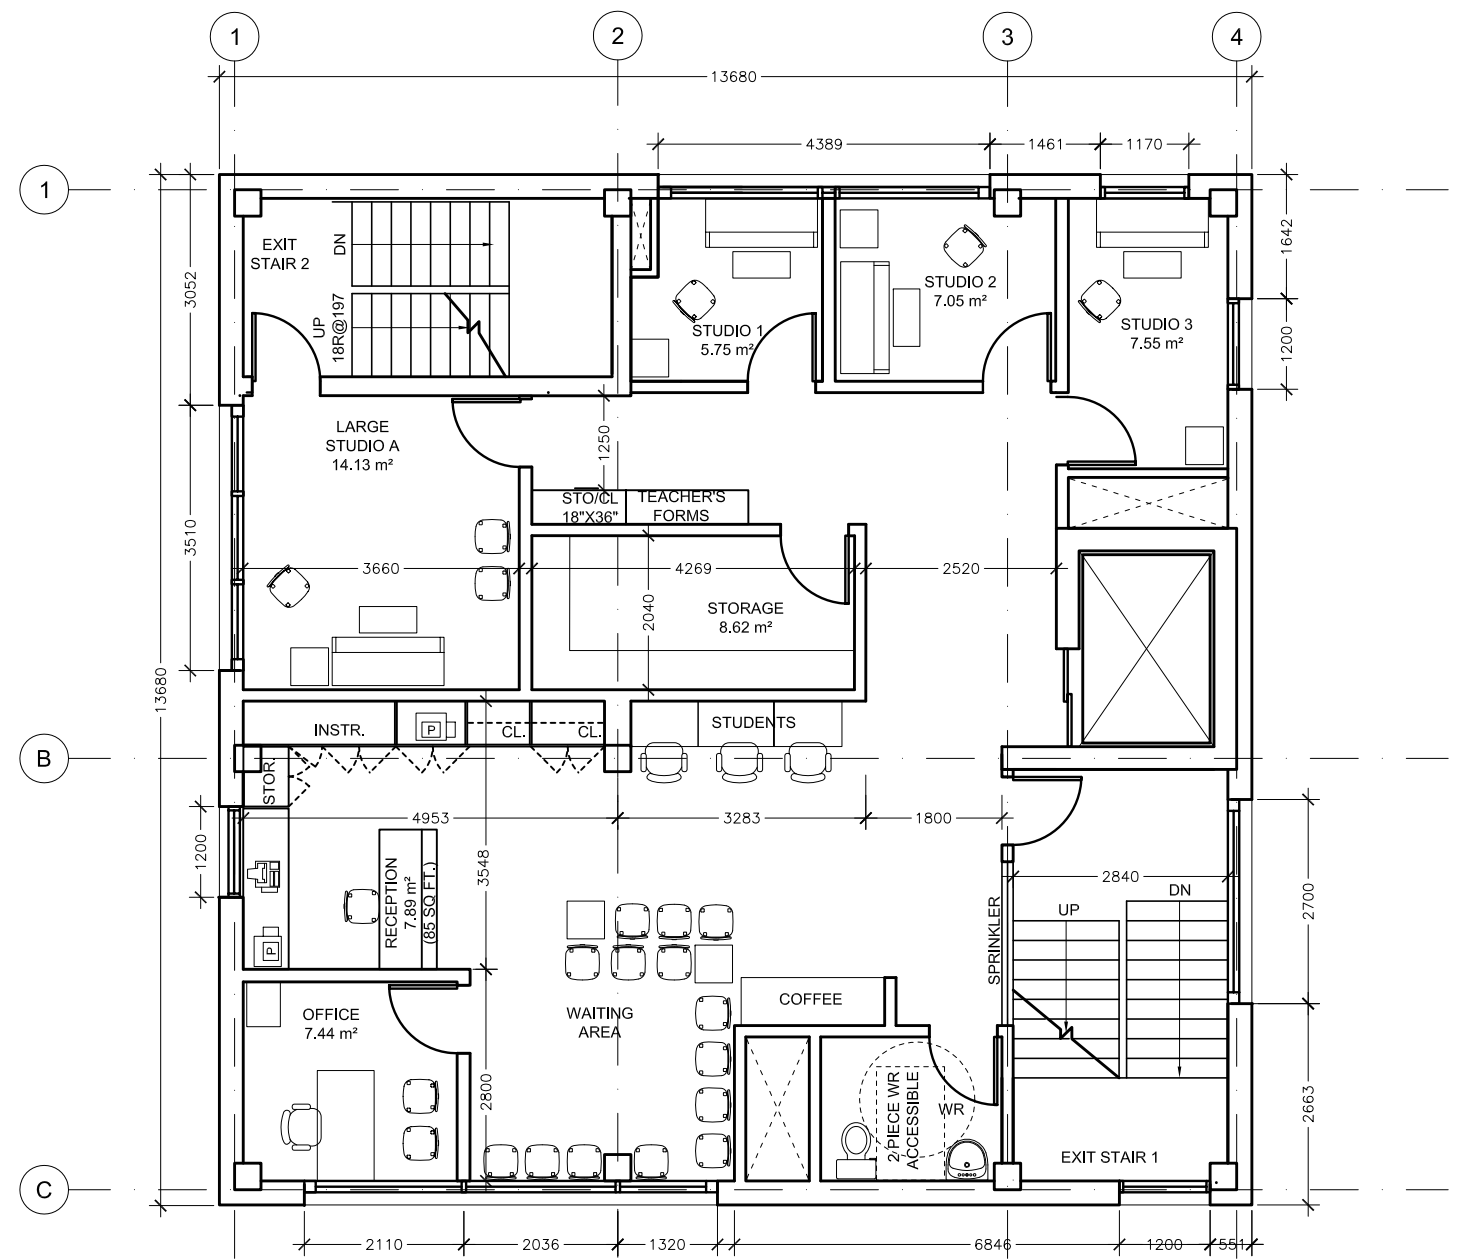 1
2
3
4
13680
4389
1461
1170
1
EXIT
STAIR 2
DN
UP
18R@197
3052
1642
1200
STUDIO 1
5.75 m²
STUDIO 2
7.05 m²
STUDIO 3
7.55 m²
LARGE
STUDIO A
14.13 m²
1250
STO/CL
18"X36"
TEACHER'S
FORMS
3510
3660
4269
2520
2040
STORAGE
8.62 m²
13680
INSTR.
P
CL.
CL.
STUDENTS
B
STOR.
4953
3283
1800
1200
3548
RECEPTION
7.89 m²
(85 SQ FT.)
P
2840
DN
UP
2700
SPRINKLER
COFFEE
WAITING
AREA
OFFICE
7.44 m²
2800
2 PIECE WR
ACCESSIBLE
WR
2663
EXIT STAIR 1
C
2110
2036
1320
6846
1200
551